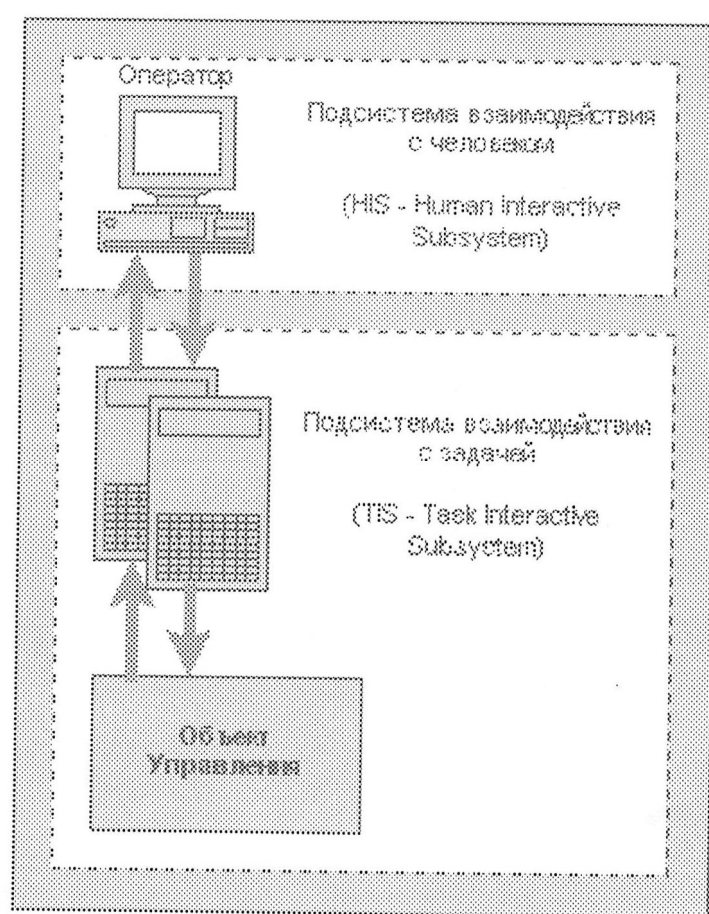 Оператор
Подсистема взаимодействия
с человеком
(HIS - Human Interactive
Subsystem)
Подсистема взаимодействия
с задачей
(TIS - Task Interactive
Subsystem)
Объект
Управления